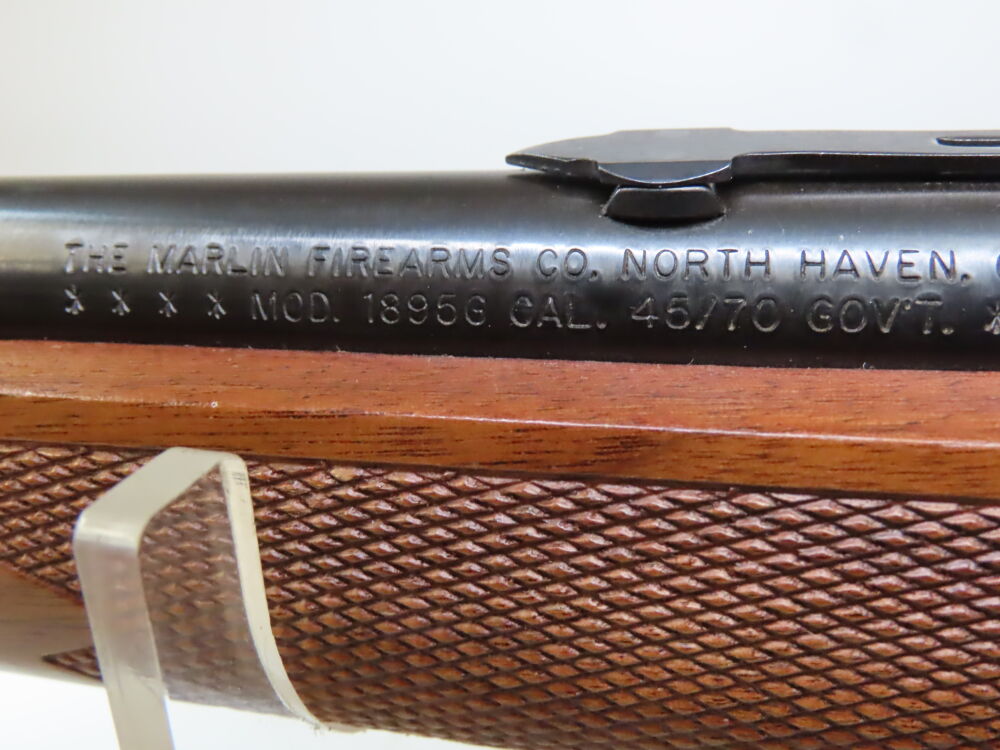 THE MARLIN FIREARMS CO. NORTH HAVEN,
* * * * MOD. 1895G CAL. 45/70 GOV'T. *